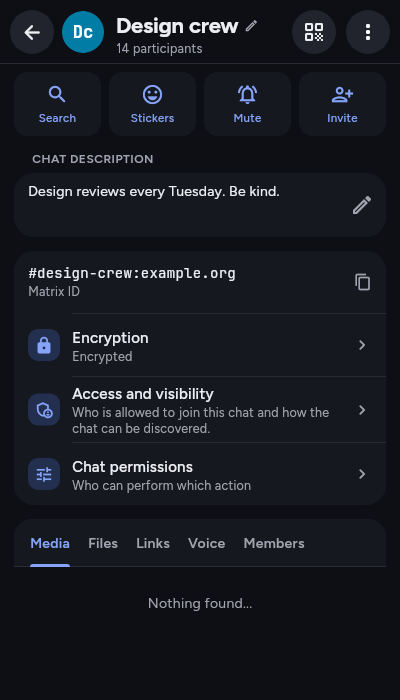 Dc
Design crew
14 participants
Search
Stickers
Mute
Invite
CHAT DESCRIPTION
Design reviews every Tuesday. Be kind.
#design-crew:example.org
Matrix ID
Encryption
Encrypted
Access and visibility
Who is allowed to join this chat and how the
chat can be discovered.
Chat permissions
Who can perform which action
Media Files Links Voice Members
Nothing found...